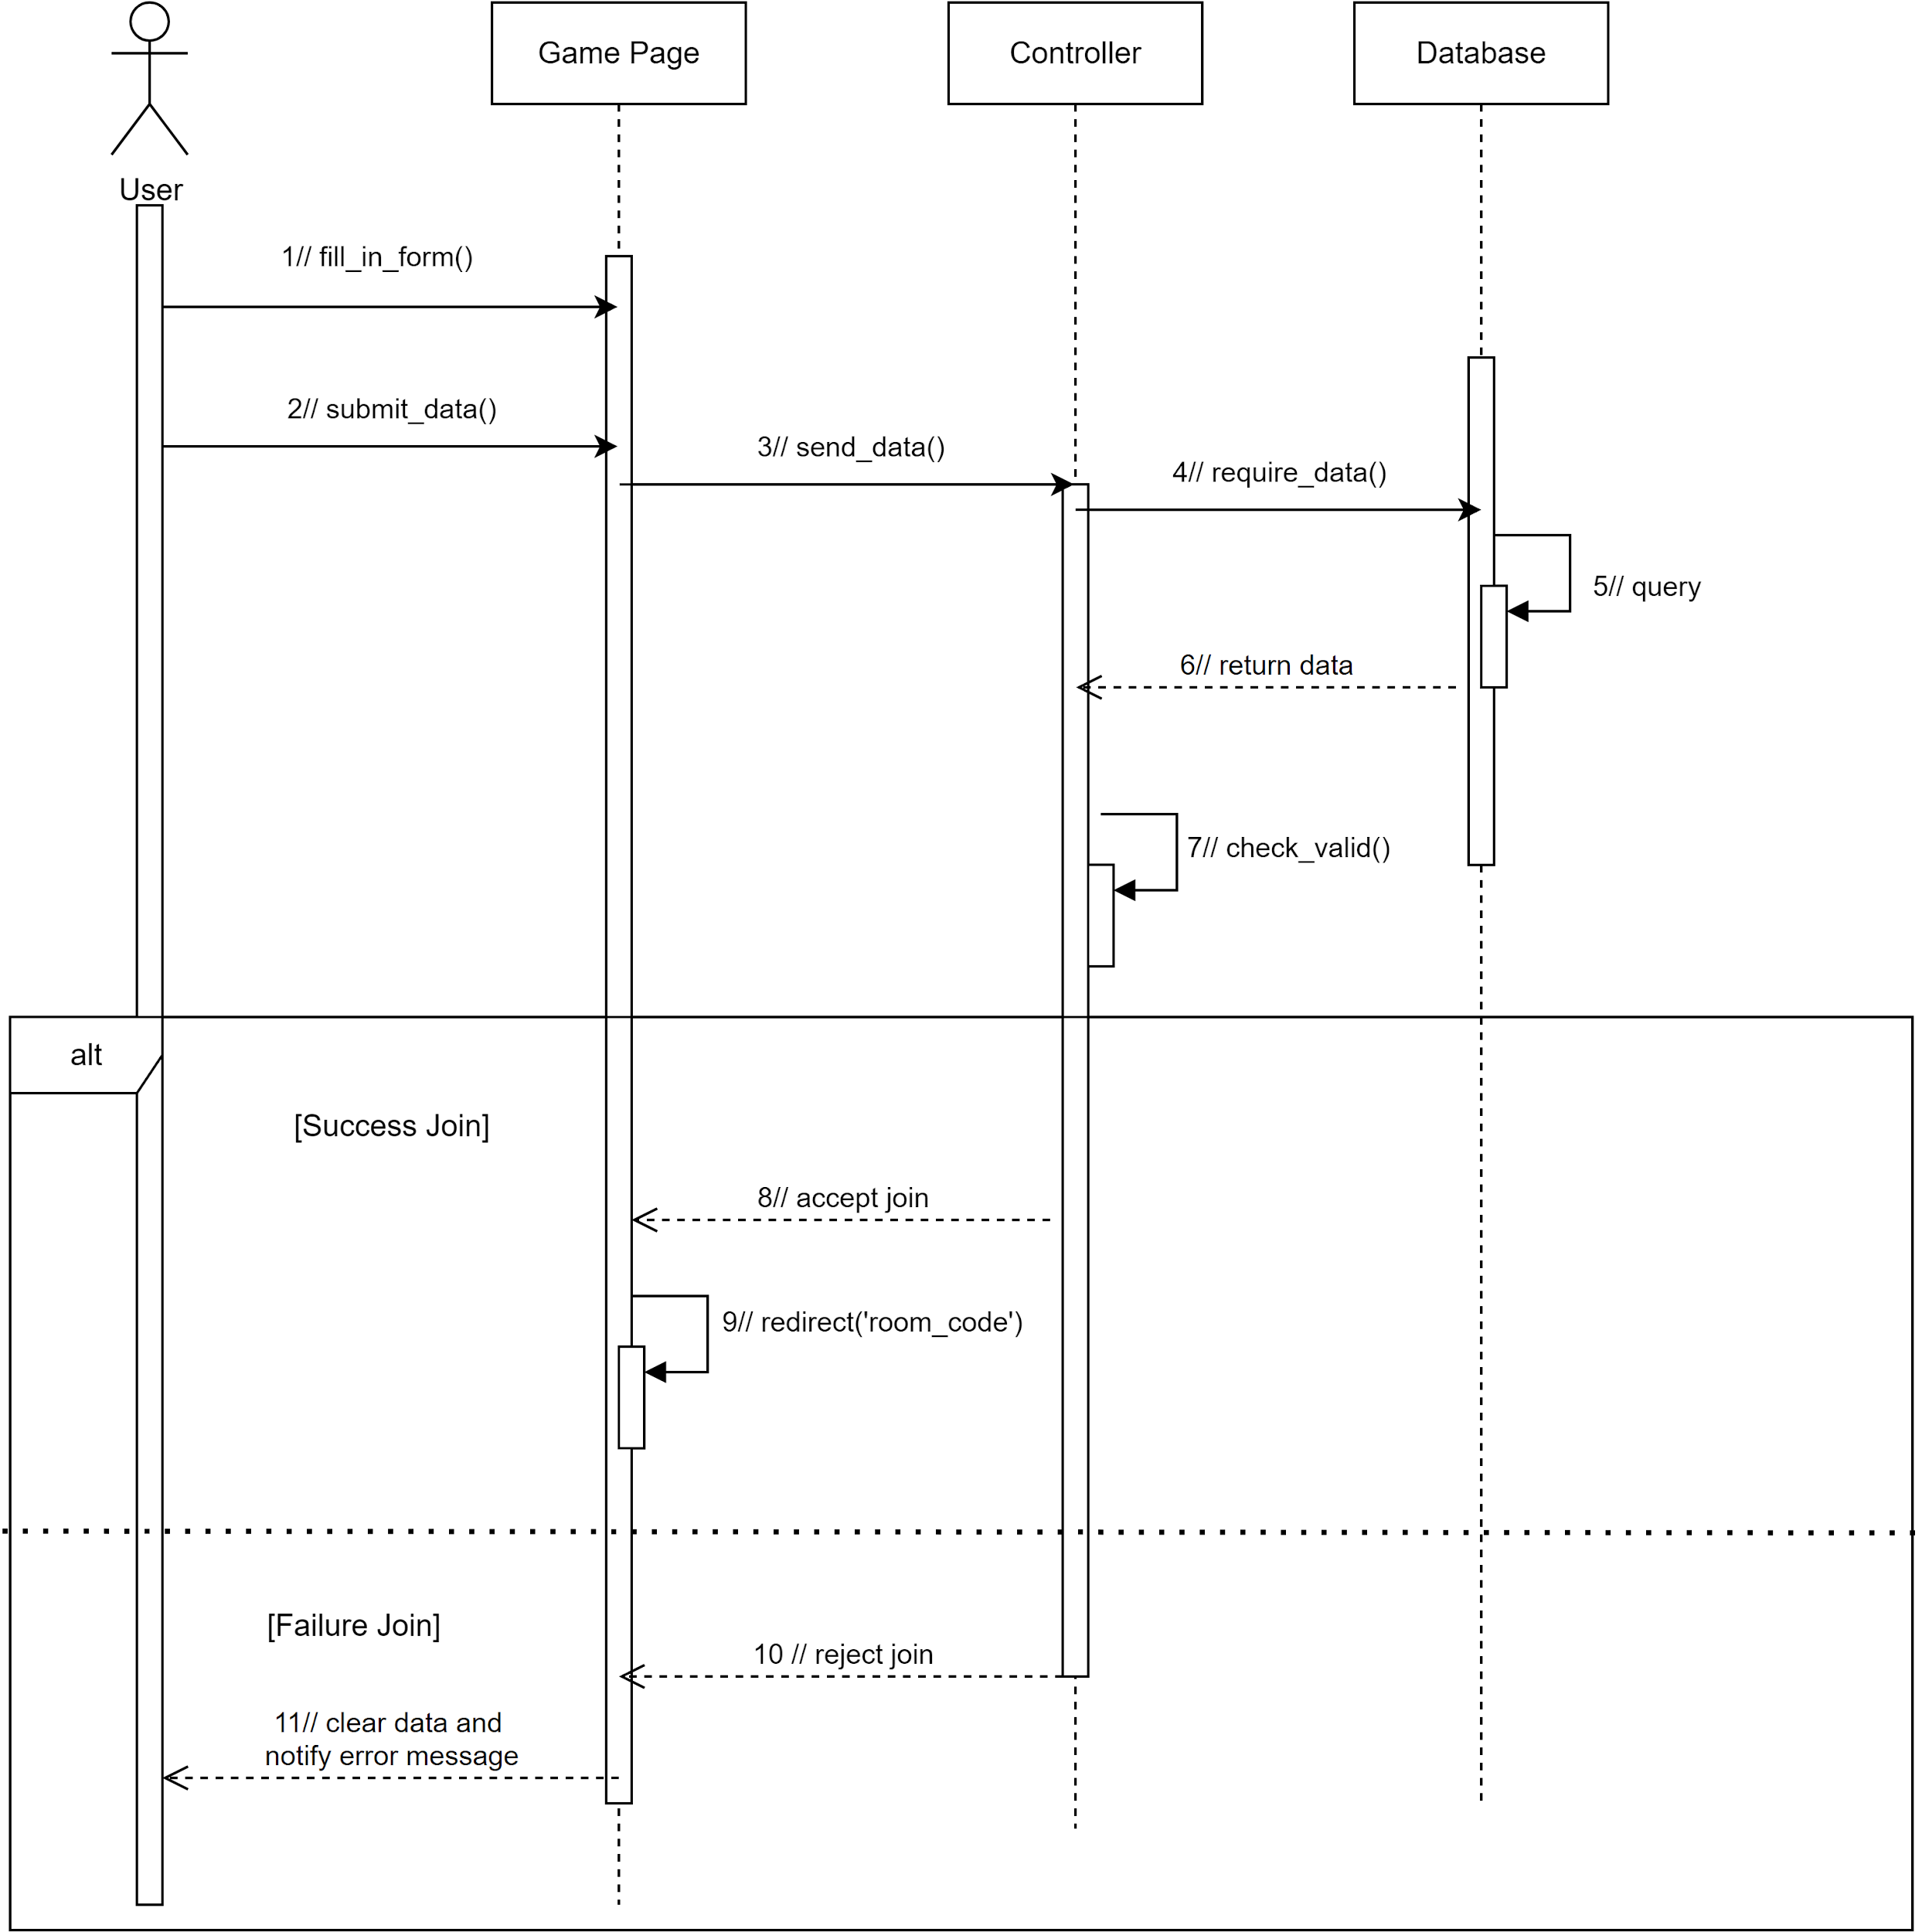 Game Page
Controller
Database
User
1// fill_in_form()
2// submit_data()
3// send_data()
4// require_data()
5// query
6// return data
7// check_valid()
alt
[Success Join]
8// accept join
9// redirect('room_code')
[Failure Join]
10 // reject join
11// clear data and
notify error message